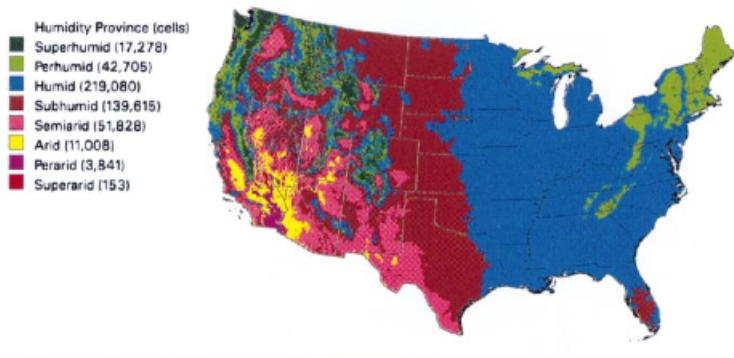 Humidity Province (cells)
Superhumid (17,278)
Perhumid (42,705)
Humid (219,080)
Subhumid (139,615)
Semiarid (51,828)
Arid (11,008)
Perarid (3,841)
Superarid (153)